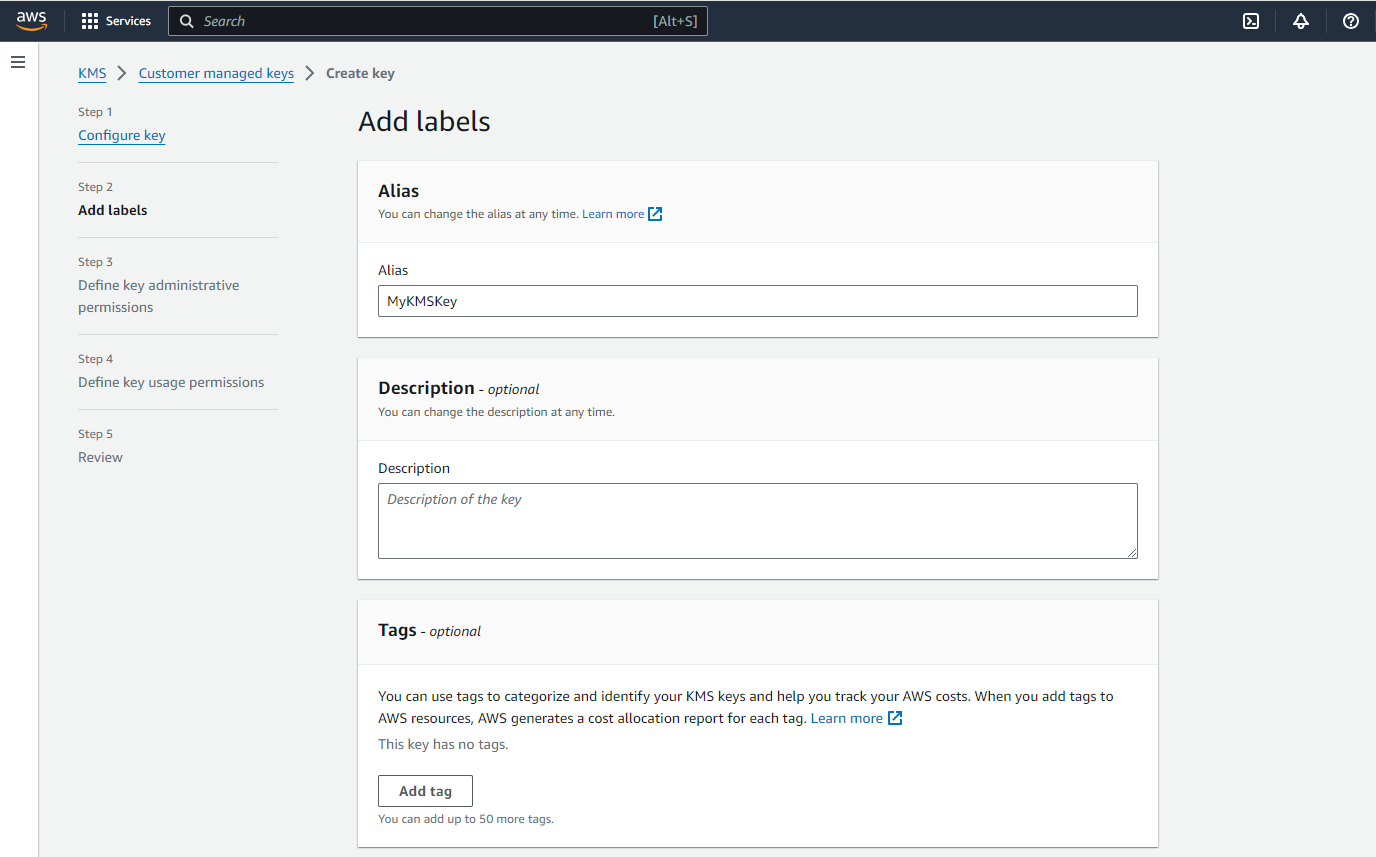 aws
Services
Search [Alt+S]
KMS > Customer managed keys > Create key
Step 1
Configure key
Step 2
Add labels
Step 3
Define key administrative
permissions
Step 4
Define key usage permissions
Step 5
Review
Add labels
Alias
You can change the alias at any time. Learn more
Alias
MyKMSKey
Description - optional
You can change the description at any time.
Description
Description of the key
Tags - optional
You can use tags to categorize and identify your KMS keys and help you track your AWS costs. When you add tags to
AWS resources, AWS generates a cost allocation report for each tag. Learn more
This key has no tags.
Add tag
You can add up to 50 more tags.